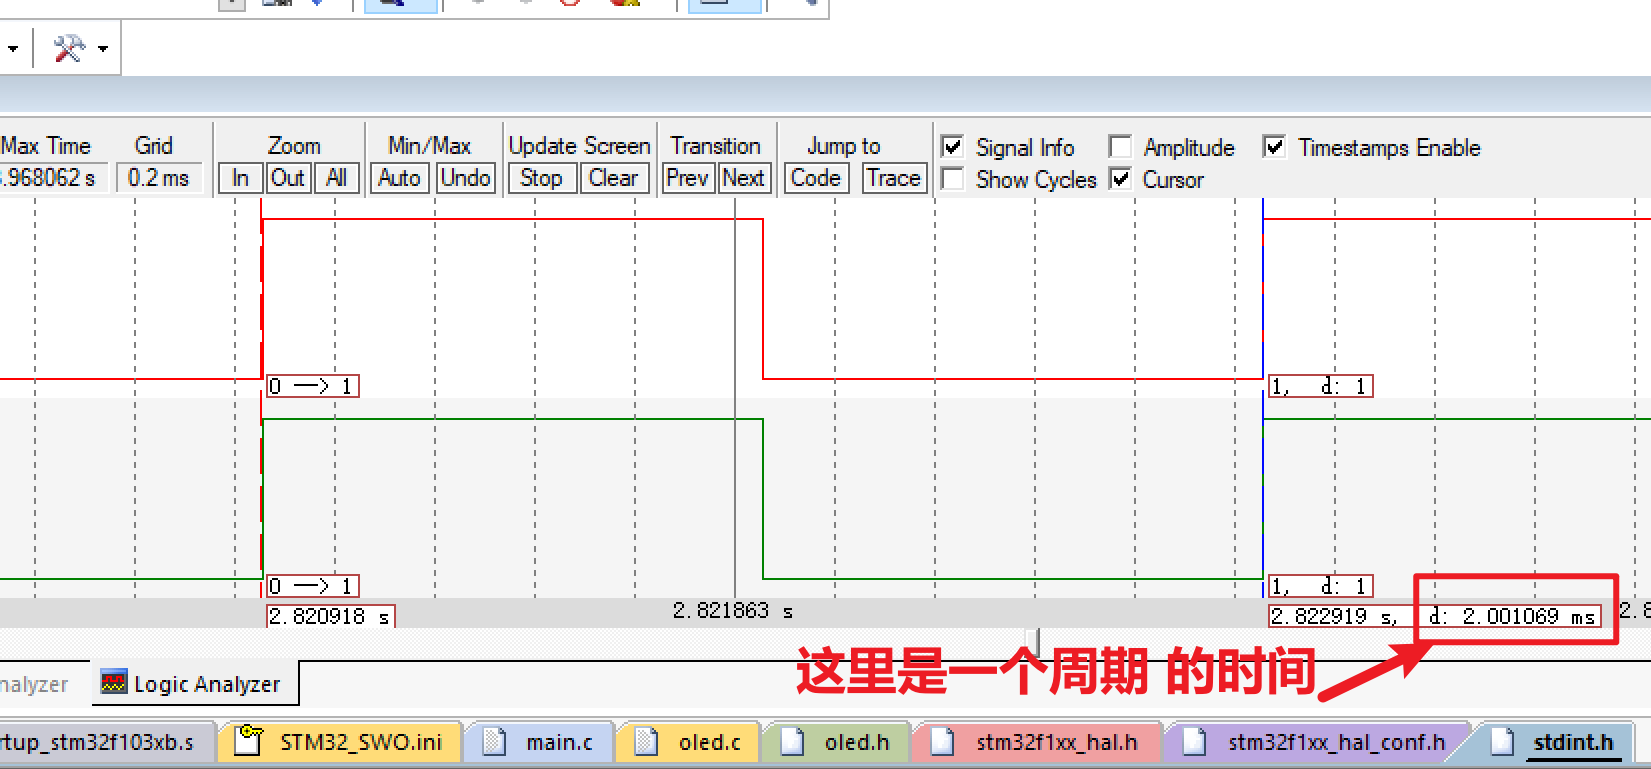 Max Time Grid Zoom Min/Max Update Screen Transition Jump to Signal Info Amplitude Timestamps Enable
.968062 s 0.2 ms In Out All Auto Undo Stop Clear Prev Next Code Trace Show Cycles Cursor
0 —> 1 1, d: 1
0 —> 1 1, d: 1
2.820918 s 2.821863 s 2.822919 s, d: 2.001069 ms 2.8
这里是一个周期 的时间
nalyzer Logic Analyzer
rtup_stm32f103xb.s STM32_SWO.ini main.c oled.c oled.h stm32f1xx_hal.h stm32f1xx_hal_conf.h stdint.h